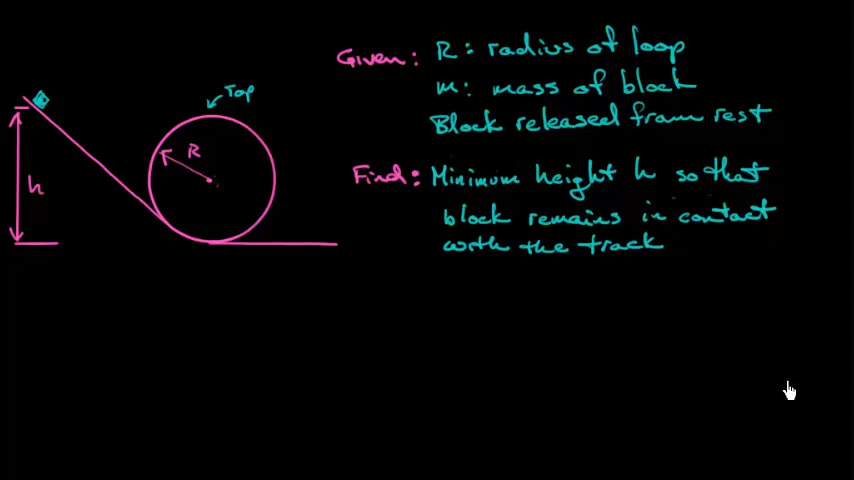 Given: R: radius of loop
m: mass of block
Block released from rest
Top
R
h
Find: Minimum height h so that
block remains in contact
with the track